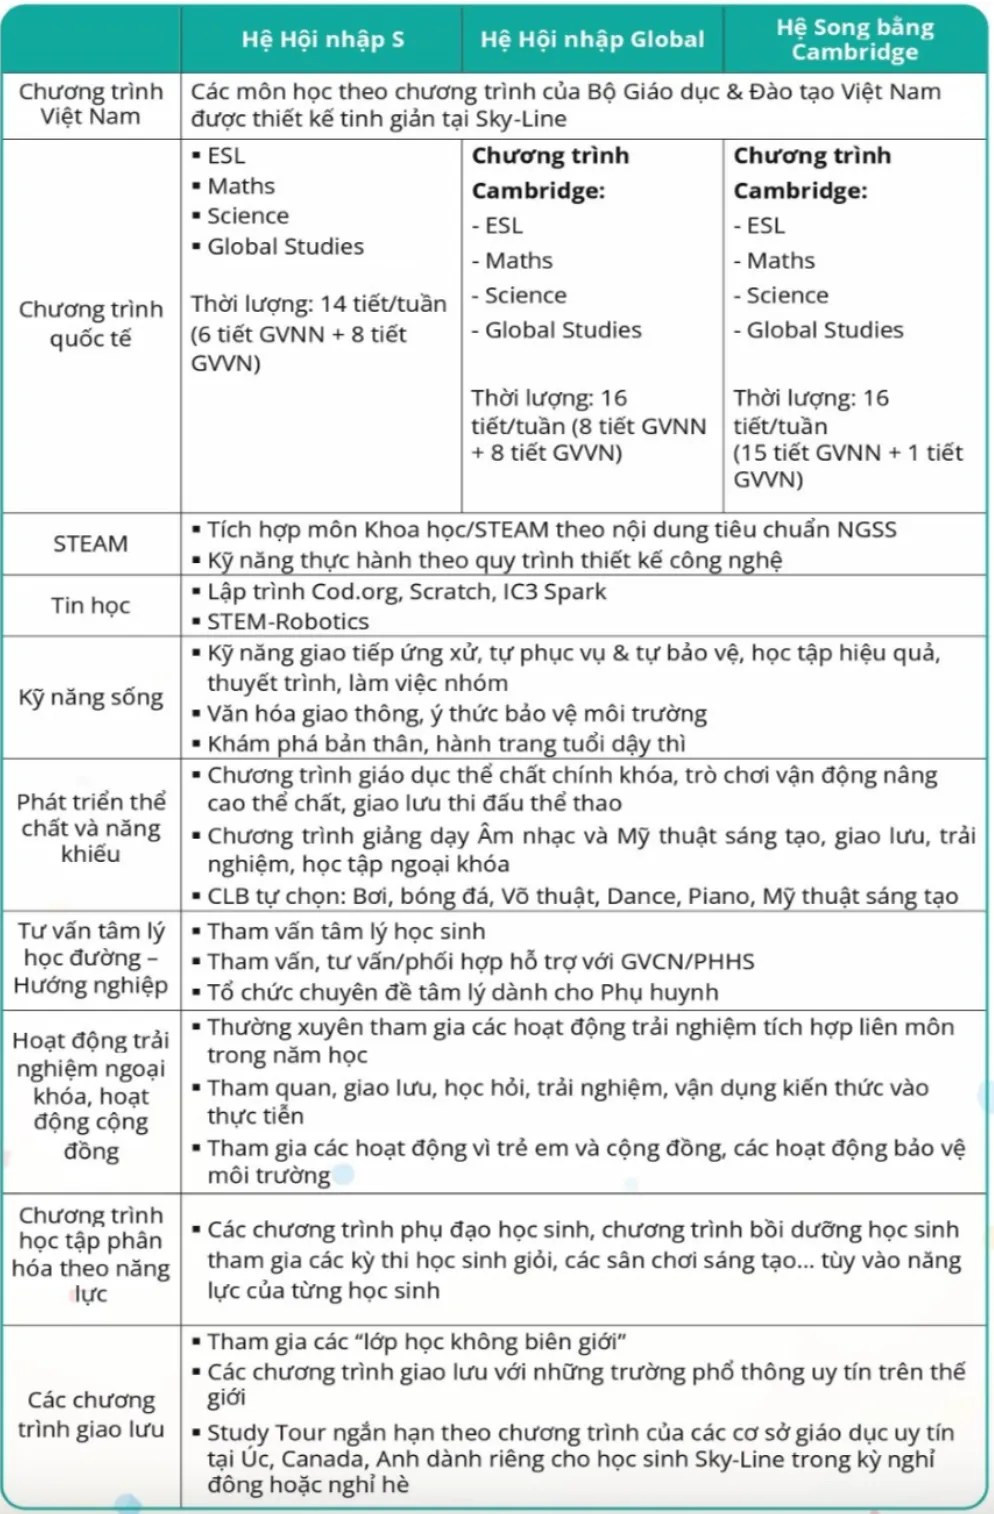 Hệ Hội nhập S
Hệ Hội nhập Global
Hệ Song bằng
Cambridge
Chương trình
Việt Nam
Các môn học theo chương trình của Bộ Giáo dục & Đào tạo Việt Nam
được thiết kế tinh giản tại Sky-Line
Chương trình
quốc tế
▪ ESL
▪ Maths
▪ Science
▪ Global Studies
Thời lượng: 14 tiết/tuần
(6 tiết GVNN + 8 tiết
GVVN)
Chương trình
Cambridge:
- ESL
- Maths
- Science
- Global Studies
Thời lượng: 16
tiết/tuần (8 tiết GVNN
+ 8 tiết GVVN)
Chương trình
Cambridge:
- ESL
- Maths
- Science
- Global Studies
Thời lượng: 16
tiết/tuần
(15 tiết GVNN + 1 tiết
GVVN)
STEAM
▪ Tích hợp môn Khoa học/STEAM theo nội dung tiêu chuẩn NGSS
▪ Kỹ năng thực hành theo quy trình thiết kế công nghệ
Tin học
▪ Lập trình Cod.org, Scratch, IC3 Spark
▪ STEM-Robotics
Kỹ năng sống
▪ Kỹ năng giao tiếp ứng xử, tự phục vụ & tự bảo vệ, học tập hiệu quả,
thuyết trình, làm việc nhóm
▪ Văn hóa giao thông, ý thức bảo vệ môi trường
▪ Khám phá bản thân, hành trang tuổi dậy thì
Phát triển thể
chất và năng
khiếu
▪ Chương trình giáo dục thể chất chính khóa, trò chơi vận động nâng
cao thể chất, giao lưu thi đấu thể thao
▪ Chương trình giảng dạy Âm nhạc và Mỹ thuật sáng tạo, giao lưu, trải
nghiệm, học tập ngoại khóa
▪ CLB tự chọn: Bơi, bóng đá, Võ thuật, Dance, Piano, Mỹ thuật sáng tạo
Tư vấn tâm lý
học đường –
Hướng nghiệp
▪ Tham vấn tâm lý học sinh
▪ Tham vấn, tư vấn/phối hợp hỗ trợ với GVCN/PHHS
▪ Tổ chức chuyên đề tâm lý dành cho Phụ huynh
Hoạt động trải
nghiệm ngoại
khóa, hoạt
động cộng
đồng
▪ Thường xuyên tham gia các hoạt động trải nghiệm tích hợp liên môn
trong năm học
▪ Tham quan, giao lưu, học hỏi, trải nghiệm, vận dụng kiến thức vào
thực tiễn
▪ Tham gia các hoạt động vì trẻ em và cộng đồng, các hoạt động bảo vệ
môi trường
Chương trình
học tập phân
hóa theo năng
lực
▪ Các chương trình phụ đạo học sinh, chương trình bồi dưỡng học sinh
tham gia các kỳ thi học sinh giỏi, các sân chơi sáng tạo... tùy vào năng
lực của từng học sinh
Các chương
trình giao lưu
▪ Tham gia các “lớp học không biên giới”
▪ Các chương trình giao lưu với những trường phổ thông uy tín trên thế
giới
▪ Study Tour ngắn hạn theo chương trình của các cơ sở giáo dục uy tín
tại Úc, Canada, Anh dành riêng cho học sinh Sky-Line trong kỳ nghỉ
đông hoặc nghỉ hè